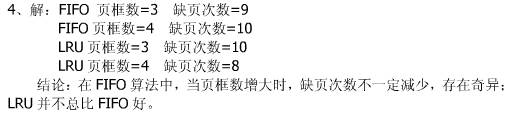 4、解：FIFO 页框数=3 缺页次数=9
FIFO 页框数=4 缺页次数=10
LRU 页框数=3 缺页次数=10
LRU 页框数=4 缺页次数=8
结论：在 FIFO 算法中，当页框数增大时，缺页次数不一定减少，存在奇异；
LRU 并不总比 FIFO 好。